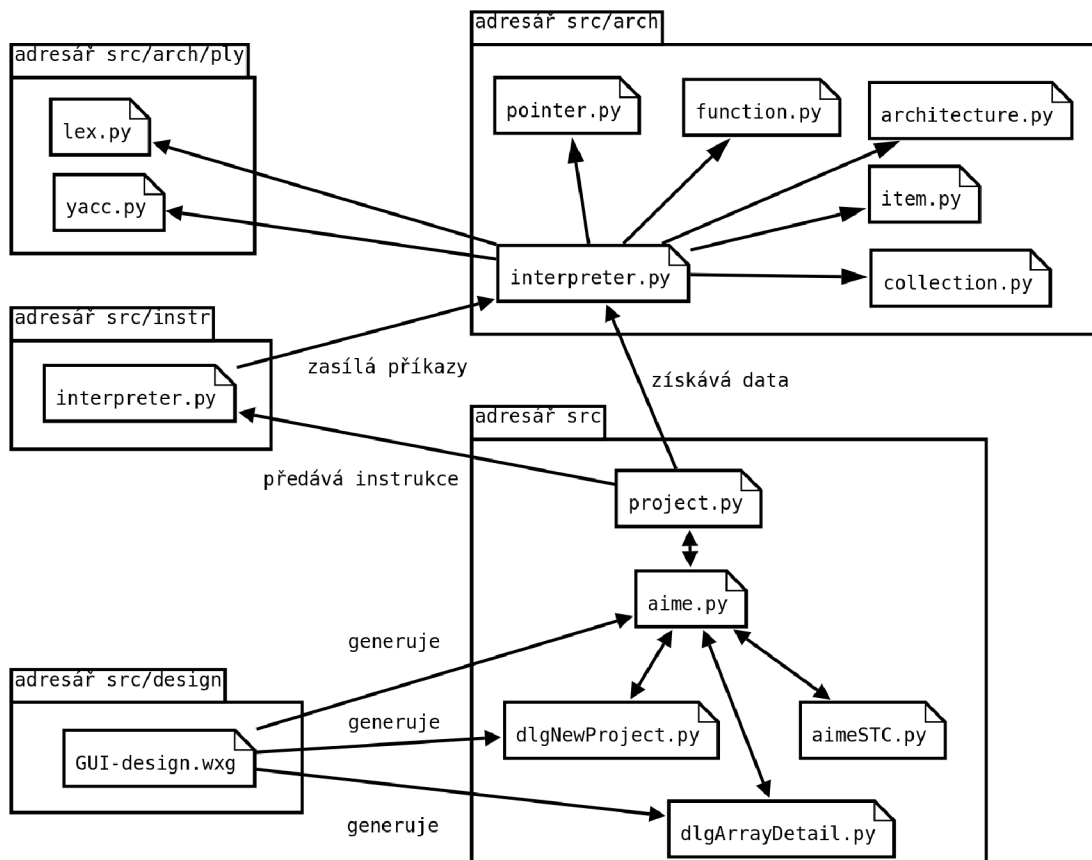 adresář src/arch
adresář src/arch/ply
pointer.py
function.py
architecture.py
lex.py
yacc.py
item.py
interpreter.py
collection.py
adresář src/instr
zasílá příkazy
získává data
interpreter.py
adresář src
předává instrukce
project.py
aime.py
generuje
adresář src/design
generuje
dlgNewProject.py
aimeSTC.py
GUI-design.wxg
generuje
dlgArrayDetail.py